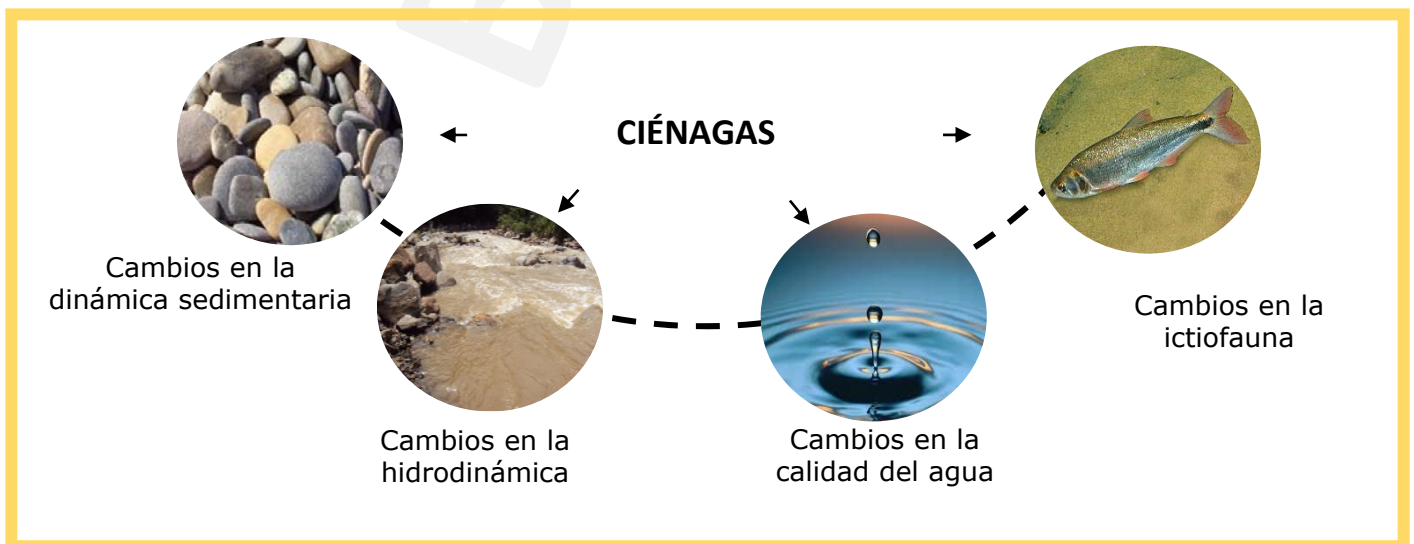 CIÉNAGAS
Cambios en la
dinámica sedimentaria
Cambios en la
hidrodinámica
Cambios en la
calidad del agua
Cambios en la
ictiofauna